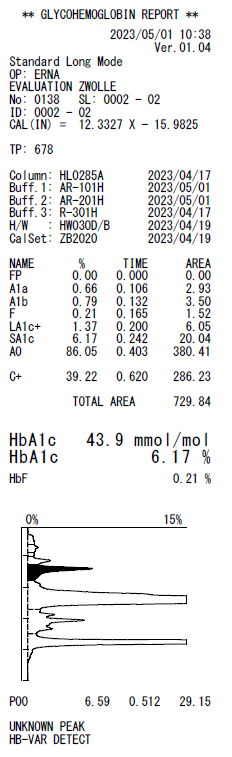 ** GLYCOHEMOGLOBIN REPORT **
2023/05/01 10:38
Ver.01.04
Standard Long Mode
OP: ERNA
EVALUATION ZWOLLE
No: 0138 SL: 0002 - 02
ID: 0002 - 02
CAL(IN) = 12.3327 X - 15.9825
TP: 678
Column: HL0285A 2023/04/17
Buff.1: AR-101H 2023/05/01
Buff.2: AR-201H 2023/05/01
Buff.3: R-301H 2023/04/17
H/W : HW030D/B 2023/04/19
CalSet: ZB2020 2023/04/19
NAME % TIME AREA
FP 0.00 0.000 0.00
A1a 0.66 0.106 2.93
A1b 0.79 0.132 3.50
F 0.21 0.165 1.52
LA1c+ 1.37 0.200 6.05
SA1c 6.17 0.242 20.04
A0 86.05 0.403 380.41
C+ 39.22 0.620 286.23
TOTAL AREA 729.84
HbA1c 43.9 mmol/mol
HbA1c 6.17 %
HbF 0.21 %
0% 15%
P00 6.59 0.512 29.15
UNKNOWN PEAK
HB-VAR DETECT